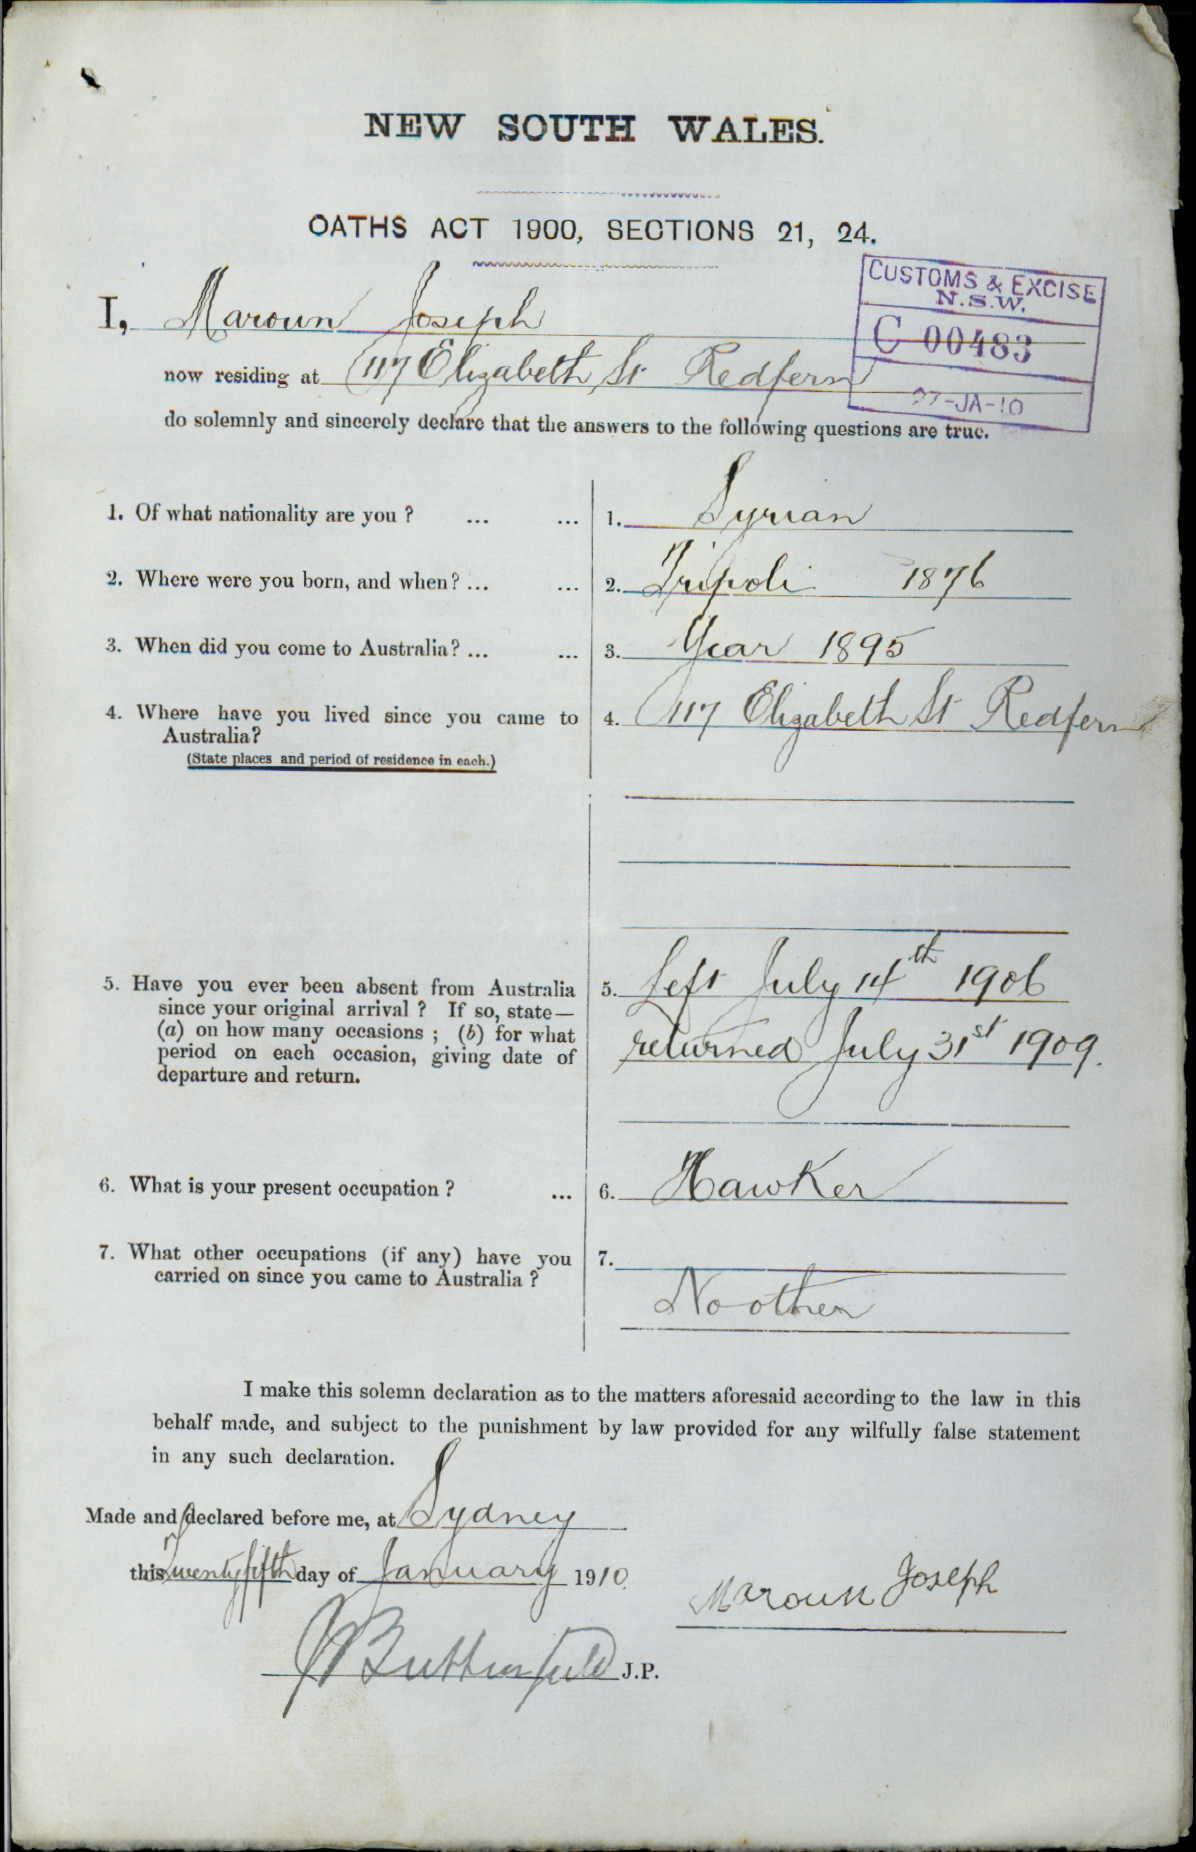 NEW SOUTH WALES.
OATHS ACT 1900, SECTIONS 21, 24.
CUSTOMS & EXCISE
N.S.W.
C 00483
27-JA-10
I, Maroun Joseph
now residing at 117 Elizabeth St Redfern
do solemnly and sincerely declare that the answers to the following questions are true.
1. Of what nationality are you ? ... ... 1. Syrian
2. Where were you born, and when? ... ... 2. Tripoli 1876
3. When did you come to Australia? ... ... 3. Year 1895
4. Where have you lived since you came to 4. 117 Elizabeth St Redfern
Australia?
(State places and period of residence in each.)
5. Have you ever been absent from Australia 5. Left July 14th 1906
since your original arrival ? If so, state—
(a) on how many occasions ; (b) for what returned July 31st 1909.
period on each occasion, giving date of
departure and return.
6. What is your present occupation ? ... 6. Hawker
7. What other occupations (if any) have you 7.
carried on since you came to Australia ? No other
I make this solemn declaration as to the matters aforesaid according to the law in this
behalf made, and subject to the punishment by law provided for any wilfully false statement
in any such declaration.
Made and declared before me, at Sydney
this Twenty fifth day of January 1910
Maroun Joseph
Butterfield J.P.